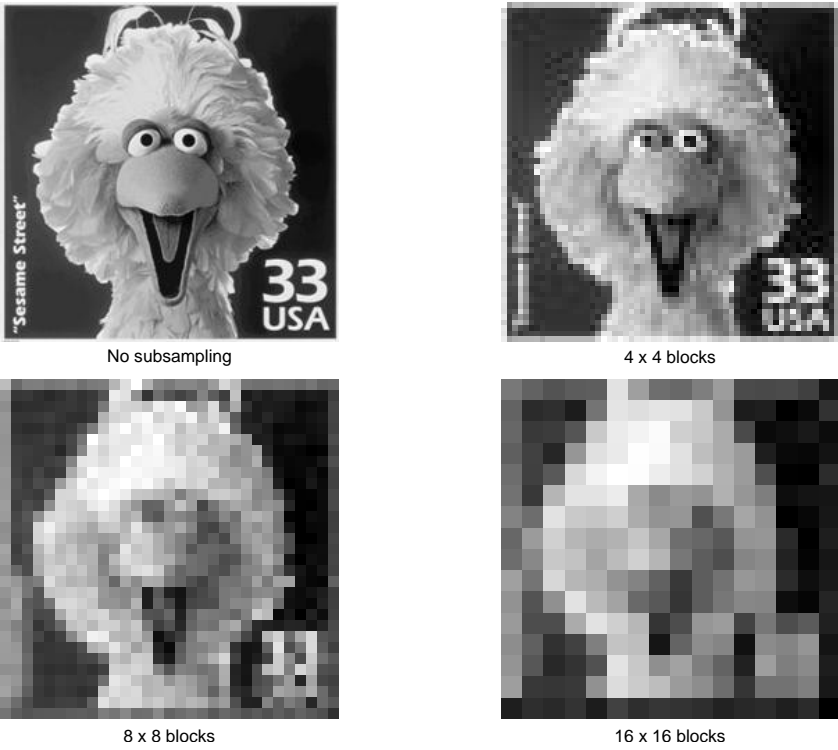 "Sesame Street"
33
USA
No subsampling
4 x 4 blocks
33
USA
8 x 8 blocks
16 x 16 blocks